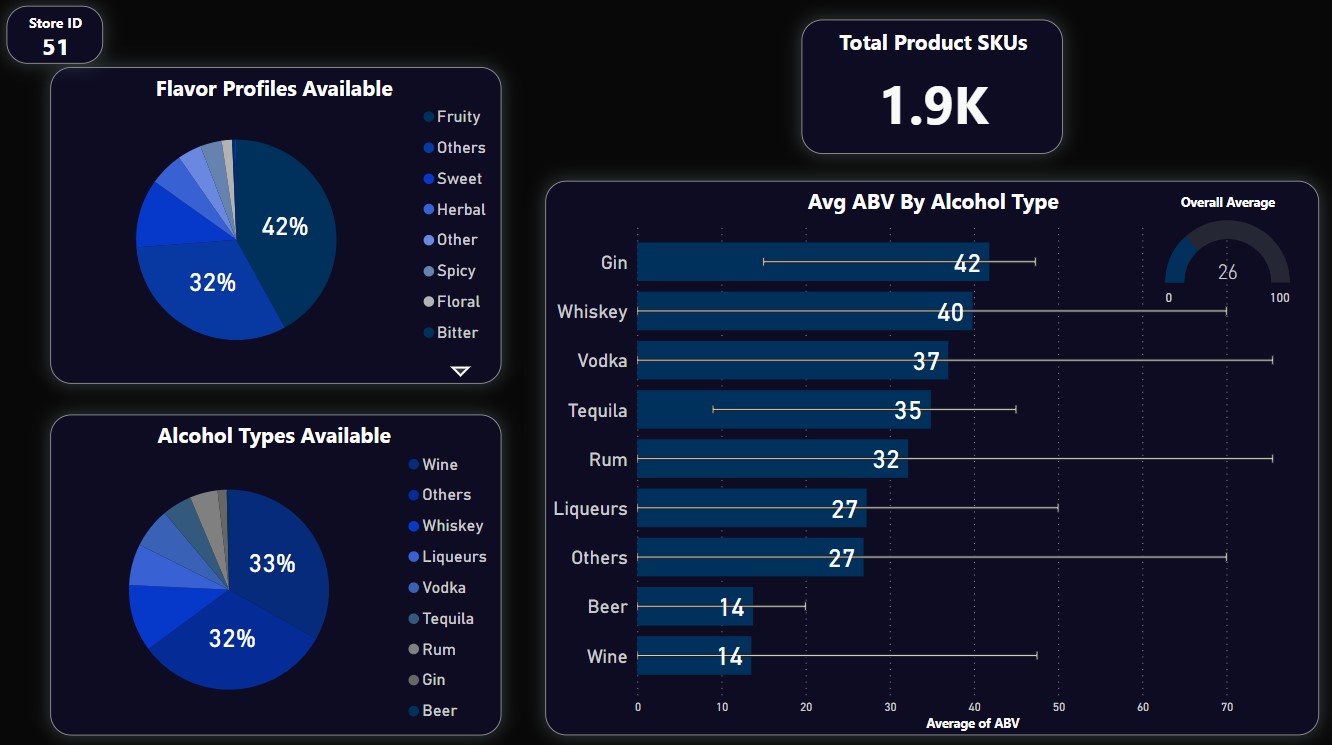 Store ID
51
Total Product SKUs
1.9K
Flavor Profiles Available
42%
32%
Fruity
Others
Sweet
Herbal
Other
Spicy
Floral
Bitter
Alcohol Types Available
33%
32%
Wine
Others
Whiskey
Liqueurs
Vodka
Tequila
Rum
Gin
Beer
Avg ABV By Alcohol Type
Overall Average
26
0 100
Gin 42
Whiskey 40
Vodka 37
Tequila 35
Rum 32
Liqueurs 27
Others 27
Beer 14
Wine 14
0 10 20 30 40 50 60 70
Average of ABV